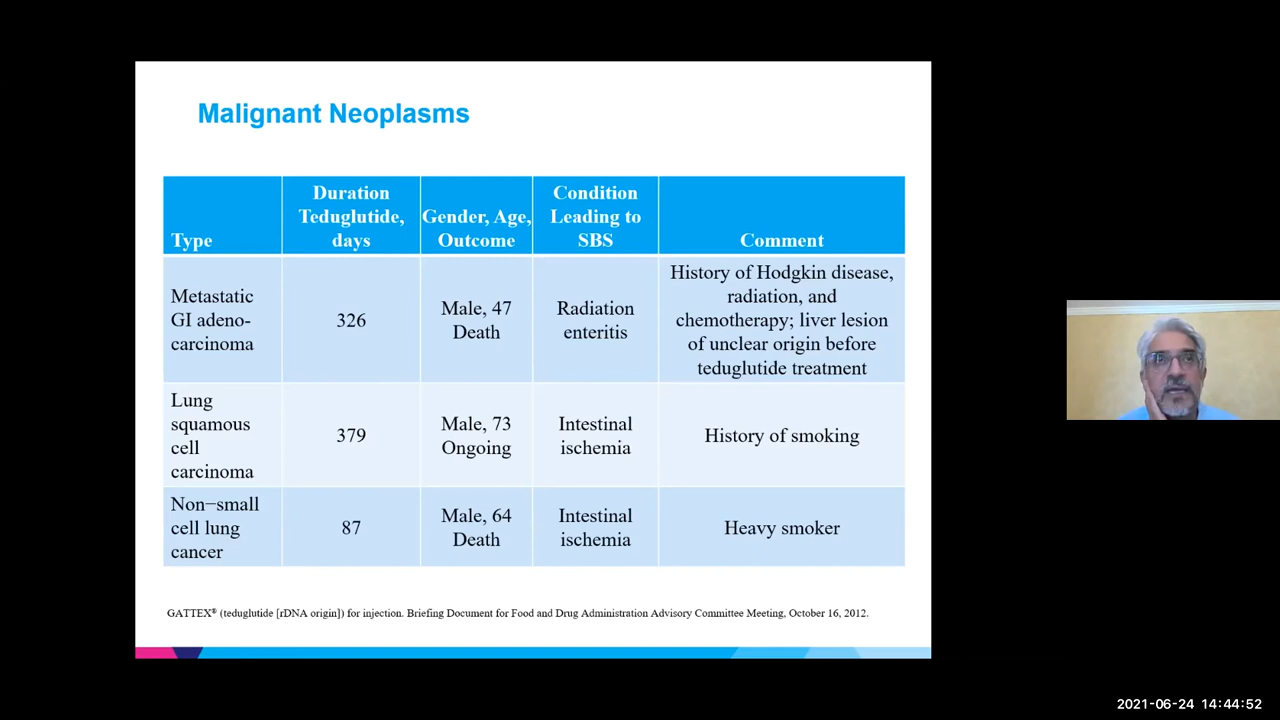 Malignant Neoplasms
Type
Duration
Teduglutide,
days
Gender, Age,
Outcome
Condition
Leading to
SBS
Comment
Metastatic
GI adeno-
carcinoma
326
Male, 47
Death
Radiation
enteritis
History of Hodgkin disease,
radiation, and
chemotherapy; liver lesion
of unclear origin before
teduglutide treatment
Lung
squamous
cell
carcinoma
379
Male, 73
Ongoing
Intestinal
ischemia
History of smoking
Non−small
cell lung
cancer
87
Male, 64
Death
Intestinal
ischemia
Heavy smoker
GATTEX® (teduglutide [rDNA origin]) for injection. Briefing Document for Food and Drug Administration Advisory Committee Meeting, October 16, 2012.
2021-06-24 14:44:52